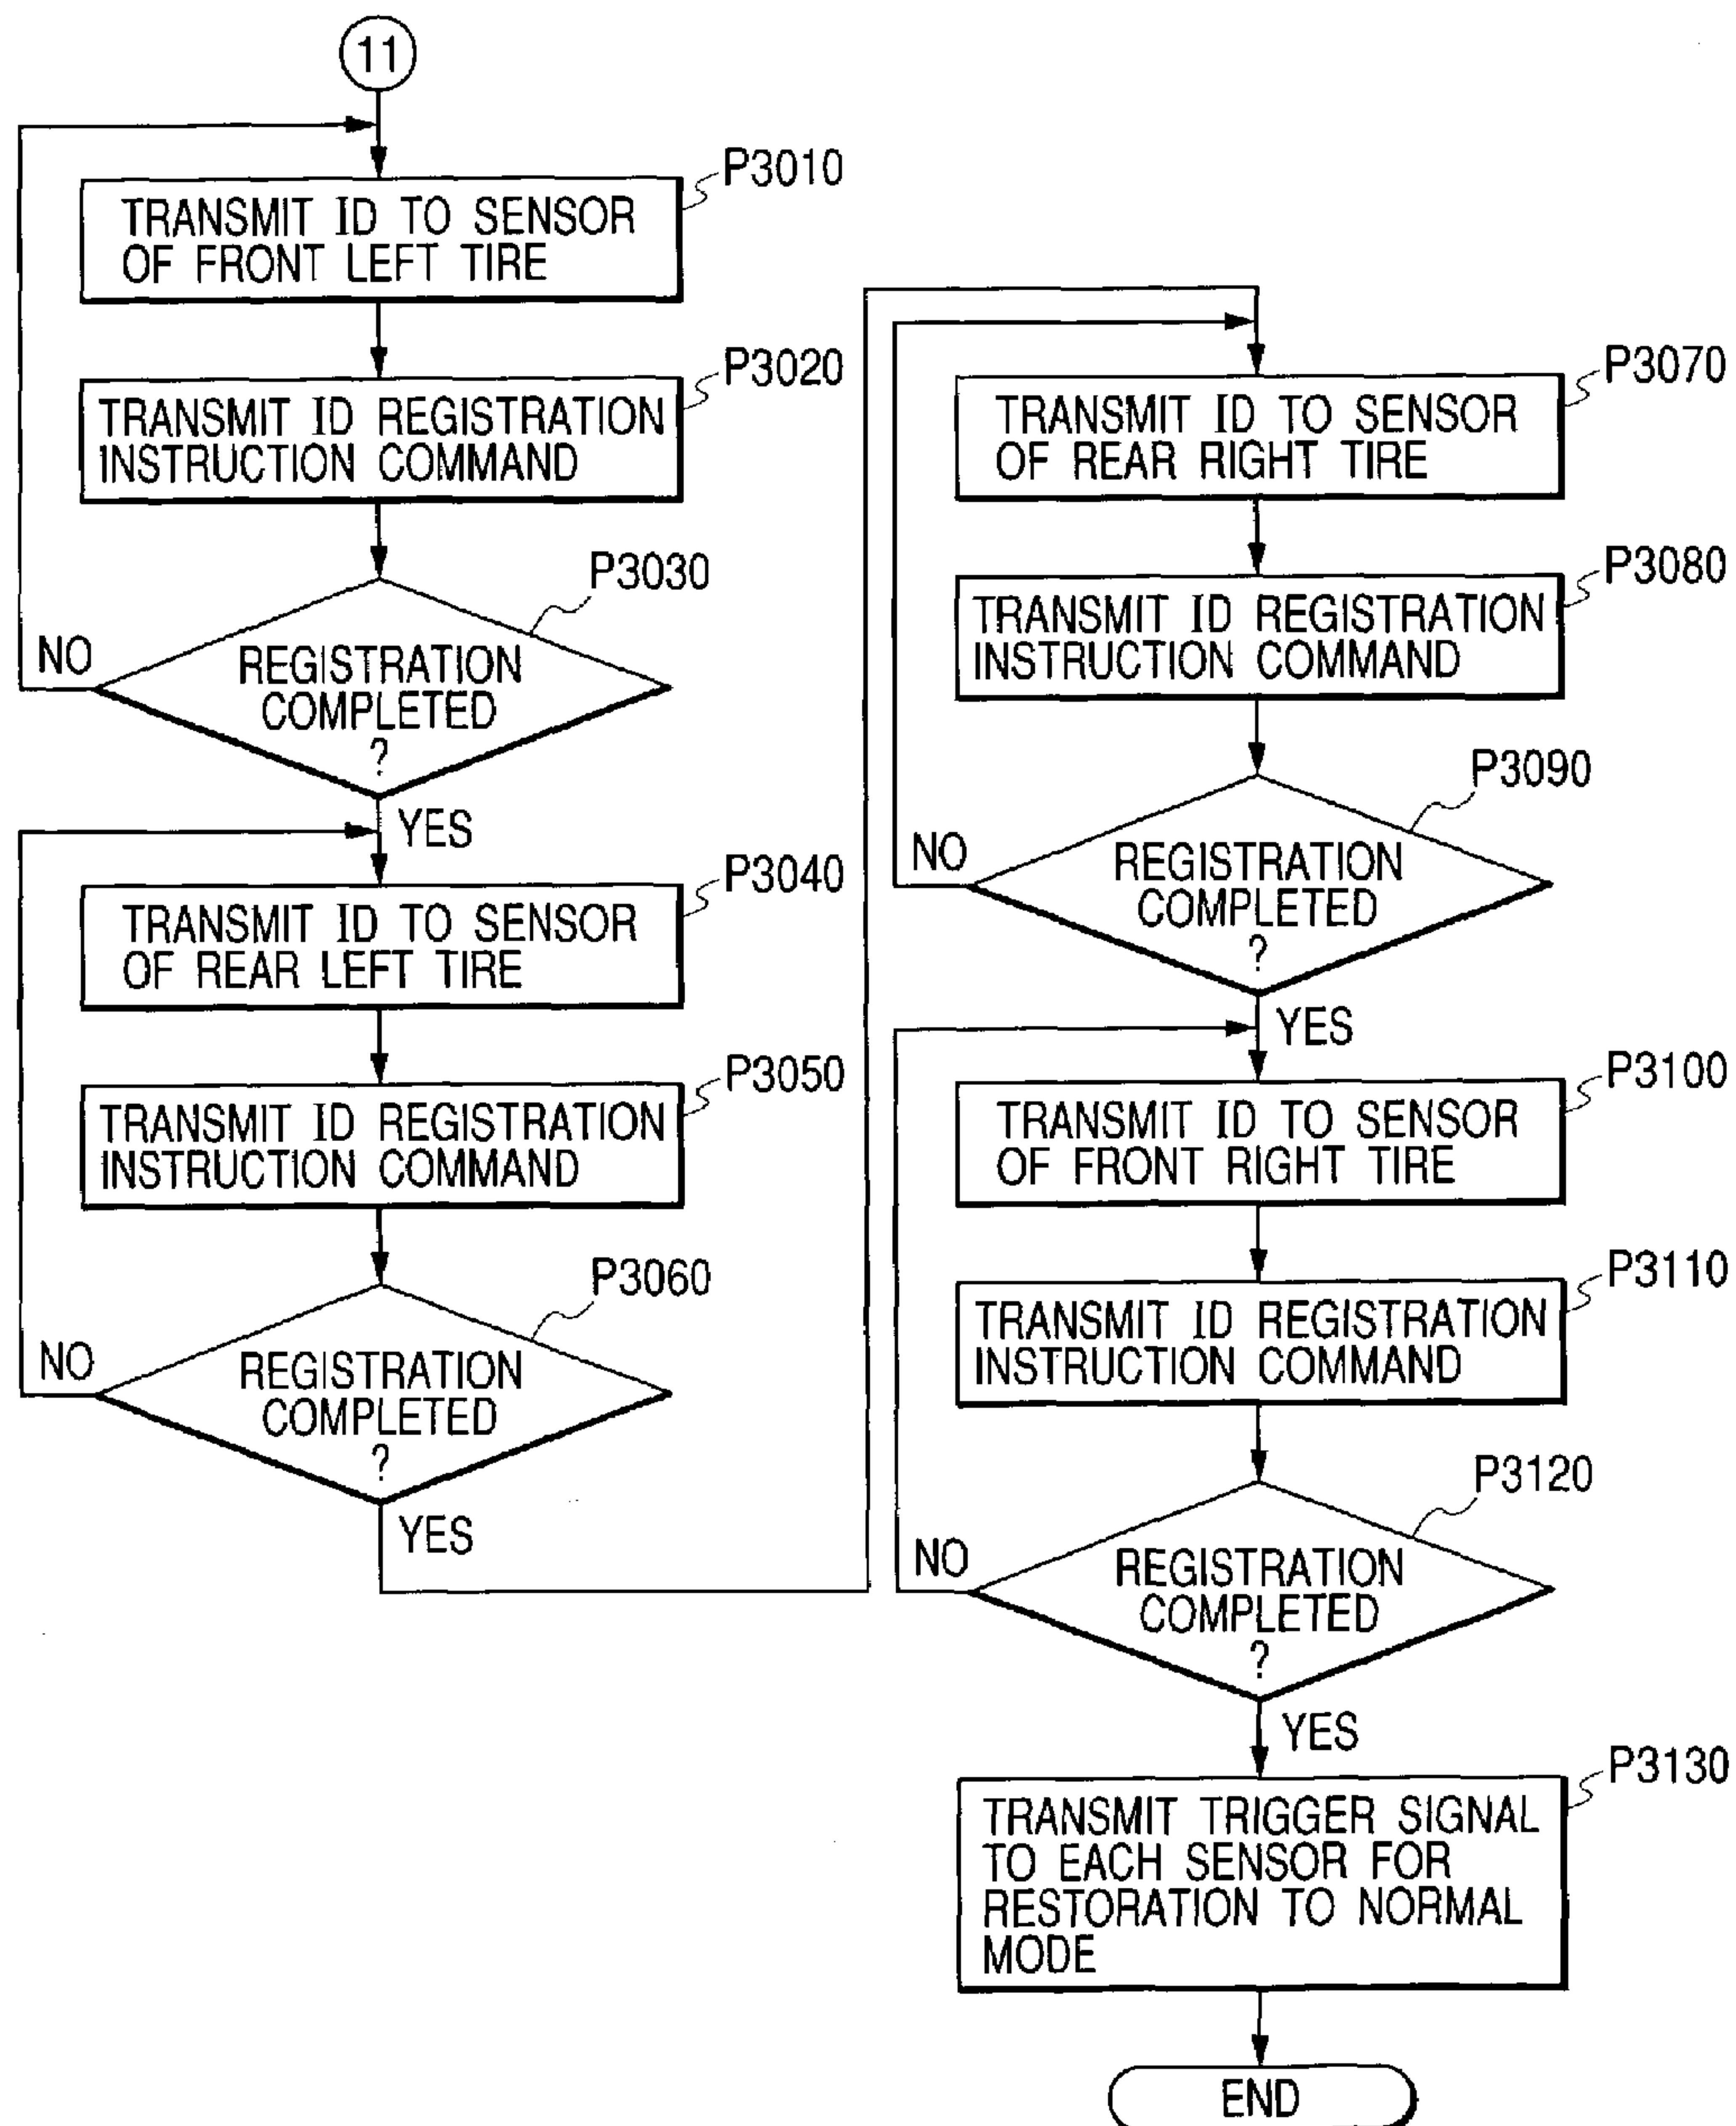 11
P3010
TRANSMIT ID TO SENSOR
OF FRONT LEFT TIRE
P3020
TRANSMIT ID REGISTRATION
INSTRUCTION COMMAND
P3030
NO
REGISTRATION
COMPLETED
?
YES
P3040
TRANSMIT ID TO SENSOR
OF REAR LEFT TIRE
P3050
TRANSMIT ID REGISTRATION
INSTRUCTION COMMAND
P3060
NO
REGISTRATION
COMPLETED
?
YES
P3070
TRANSMIT ID TO SENSOR
OF REAR RIGHT TIRE
P3080
TRANSMIT ID REGISTRATION
INSTRUCTION COMMAND
P3090
NO
REGISTRATION
COMPLETED
?
YES
P3100
TRANSMIT ID TO SENSOR
OF FRONT RIGHT TIRE
P3110
TRANSMIT ID REGISTRATION
INSTRUCTION COMMAND
P3120
NO
REGISTRATION
COMPLETED
?
YES
P3130
TRANSMIT TRIGGER SIGNAL
TO EACH SENSOR FOR
RESTORATION TO NORMAL
MODE
END